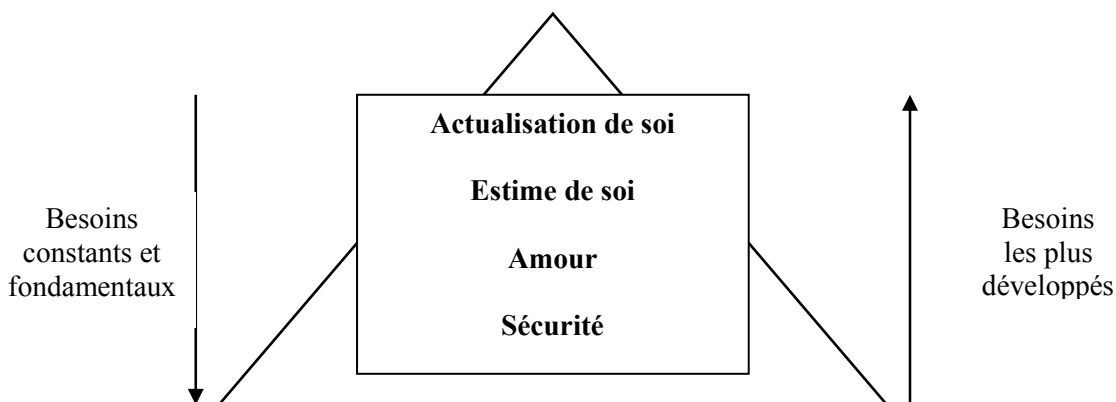 Actualisation de soi
Estime de soi
Amour
Sécurité
Besoins
constants et
fondamentaux
Besoins
les plus
développés